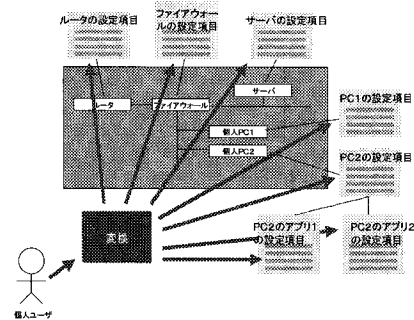 ルータの設定項目
ファイアウォー
ルの設定項目
サーバの設定項目
ルータ
ファイアウォール
サーバ
個人PC1
個人PC2
PC1の設定項目
PC2の設定項目
PC2のアプリ1
の設定項目
PC2のアプリ2
の設定項目
変換
個人ユーザ